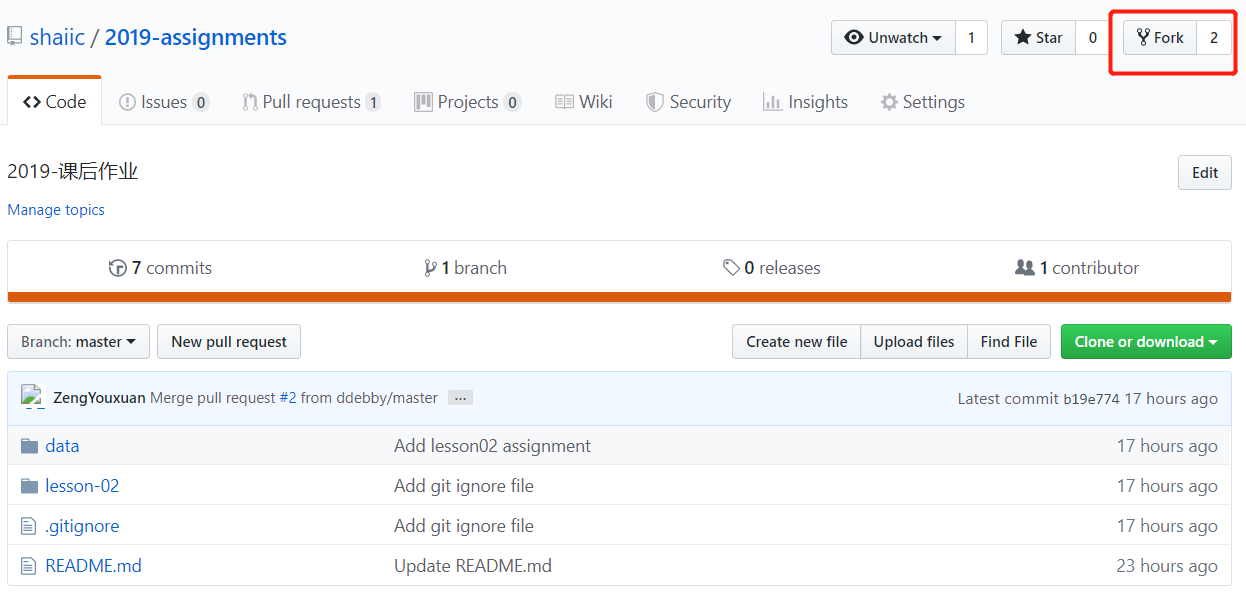 shaiic / 2019-assignments
Unwatch 1 Star 0 Fork 2
Code Issues 0 Pull requests 1 Projects 0 Wiki Security Insights Settings
2019-课后作业 Edit
Manage topics
7 commits 1 branch 0 releases 1 contributor
Branch: master New pull request Create new file Upload files Find File Clone or download
ZengYouxuan Merge pull request #2 from ddebby/master ... Latest commit b19e774 17 hours ago
data Add lesson02 assignment 17 hours ago
lesson-02 Add git ignore file 17 hours ago
.gitignore Add git ignore file 17 hours ago
README.md Update README.md 23 hours ago